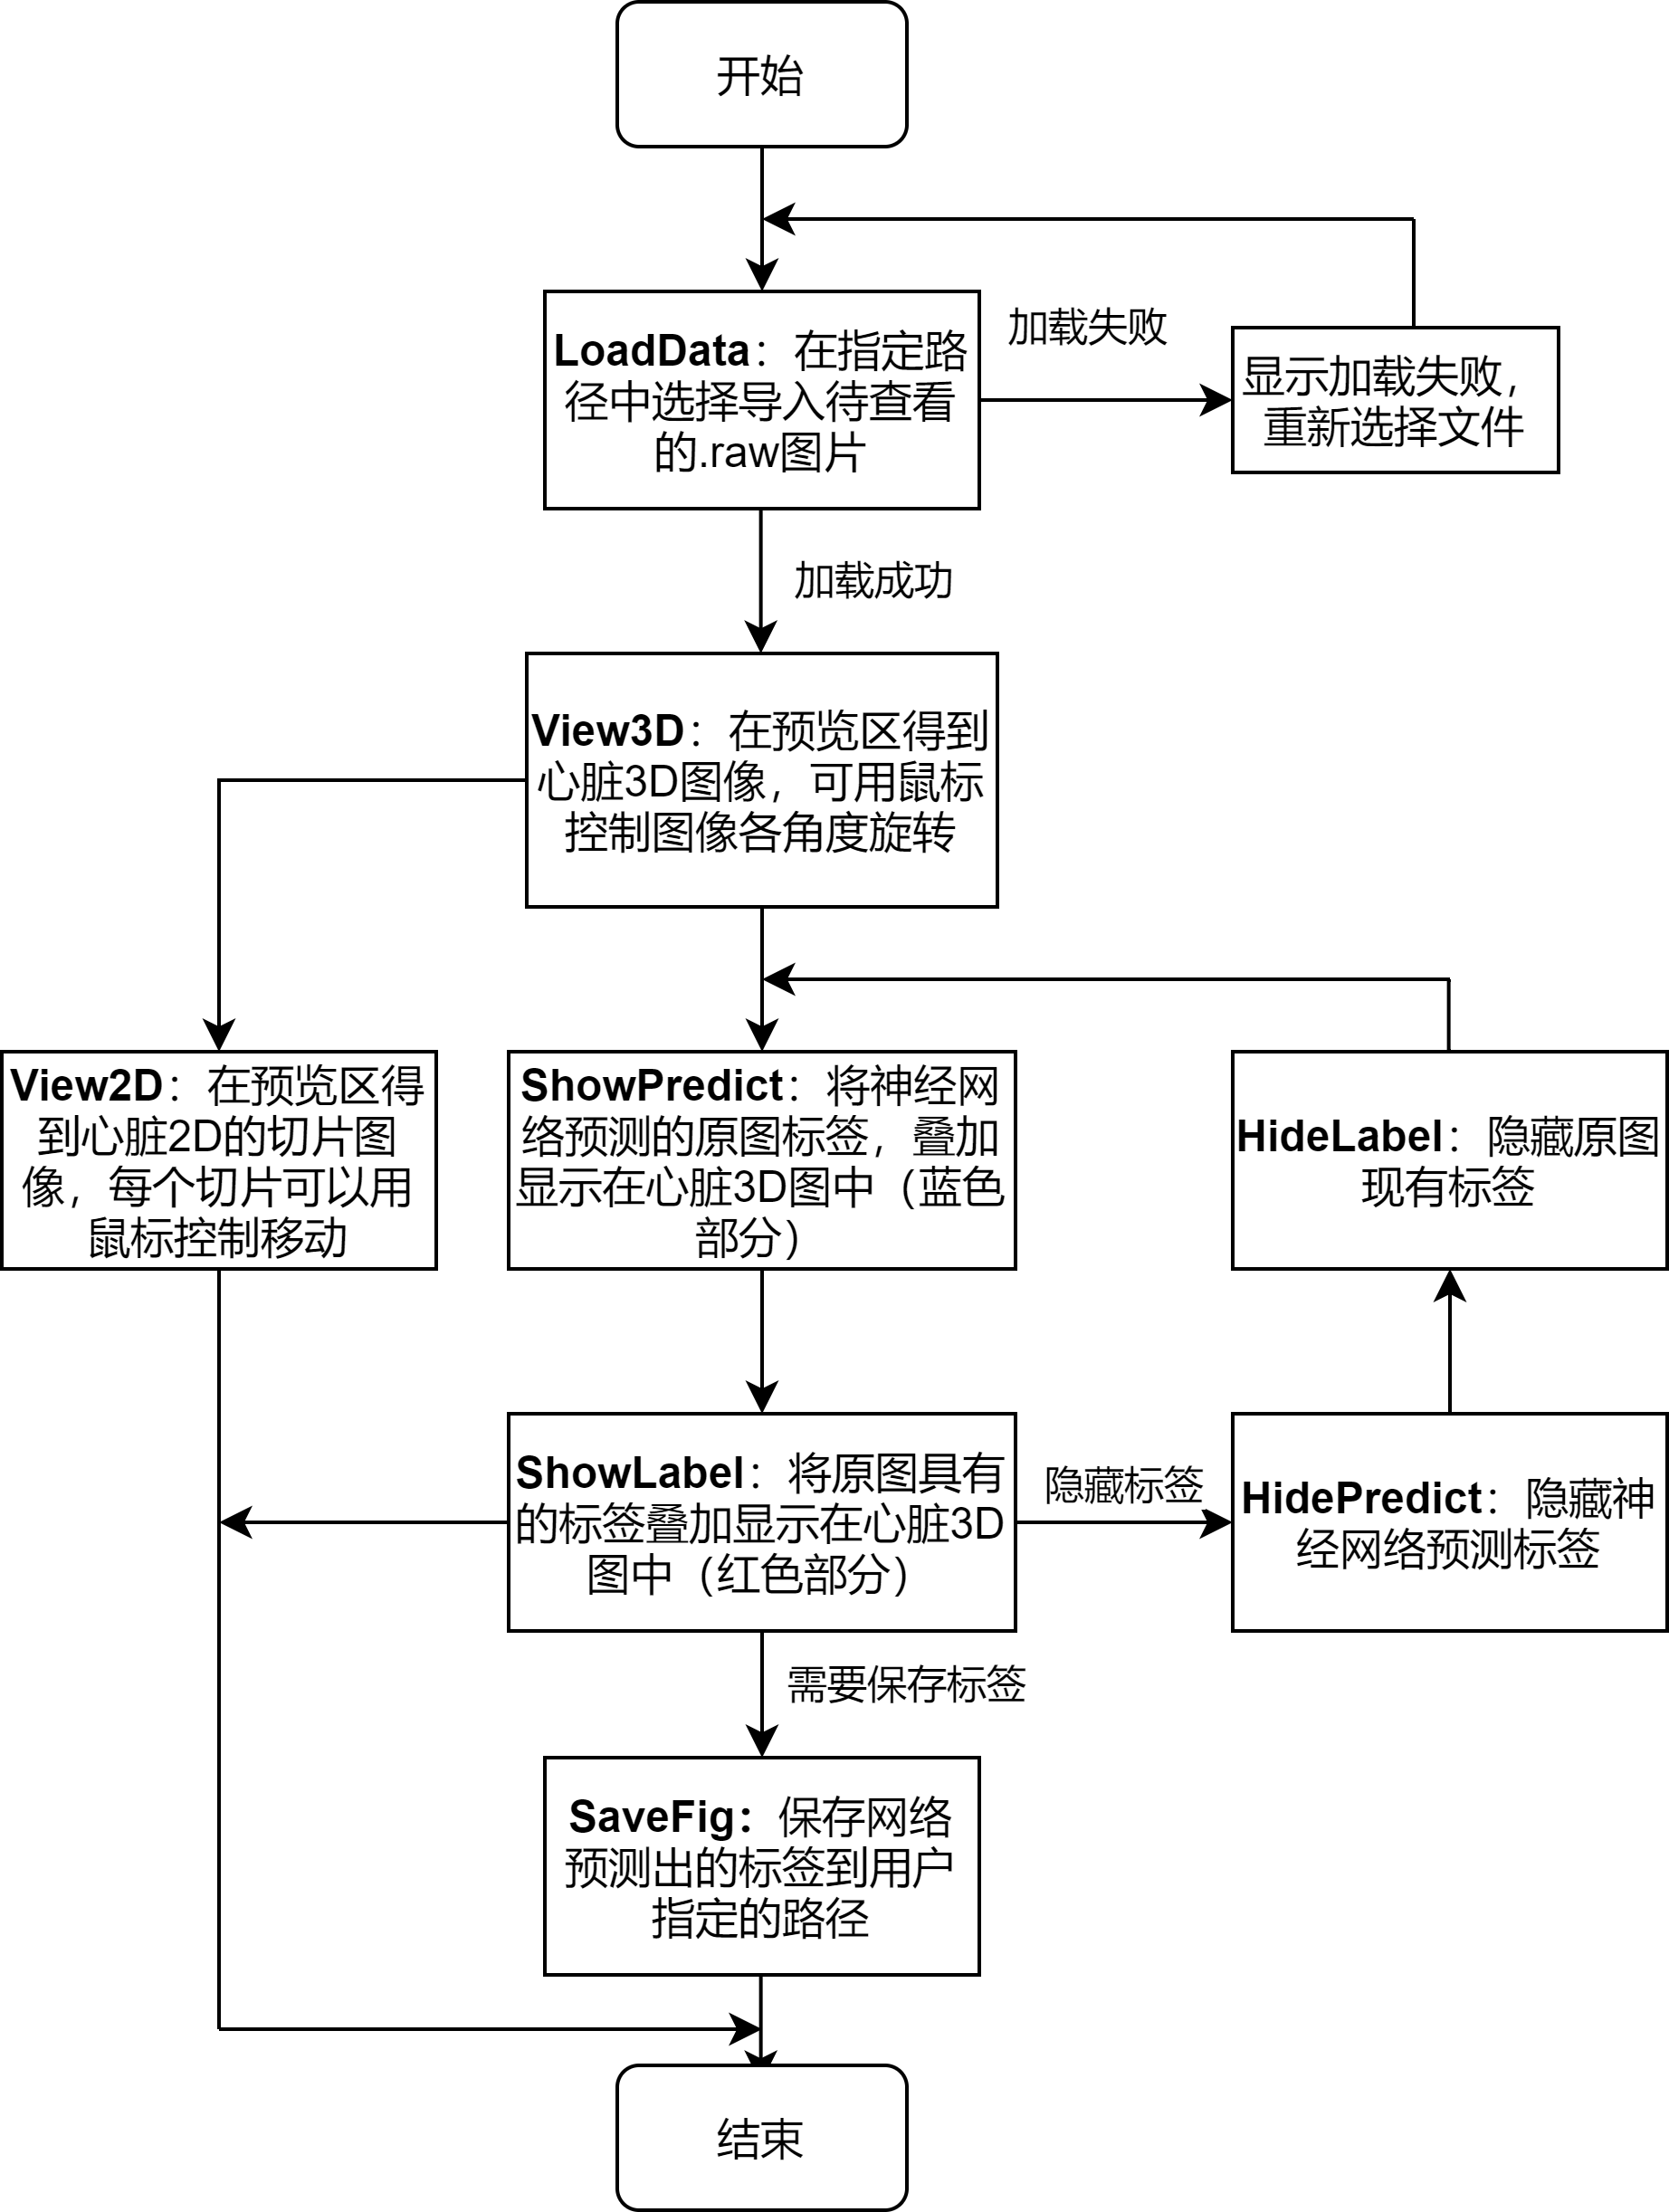 开始
LoadData：在指定路
径中选择导入待查看
的.raw图片
加载失败
显示加载失败，
重新选择文件
加载成功
View3D：在预览区得到
心脏3D图像，可用鼠标
控制图像各角度旋转
View2D：在预览区得
到心脏2D的切片图
像，每个切片可以用
鼠标控制移动
ShowPredict：将神经网
络预测的原图标签，叠加
显示在心脏3D图中（蓝色
部分）
HideLabel：隐藏原图
现有标签
ShowLabel：将原图具有
的标签叠加显示在心脏3D
图中（红色部分）
隐藏标签
HidePredict：隐藏神
经网络预测标签
需要保存标签
SaveFig：保存网络
预测出的标签到用户
指定的路径
结束